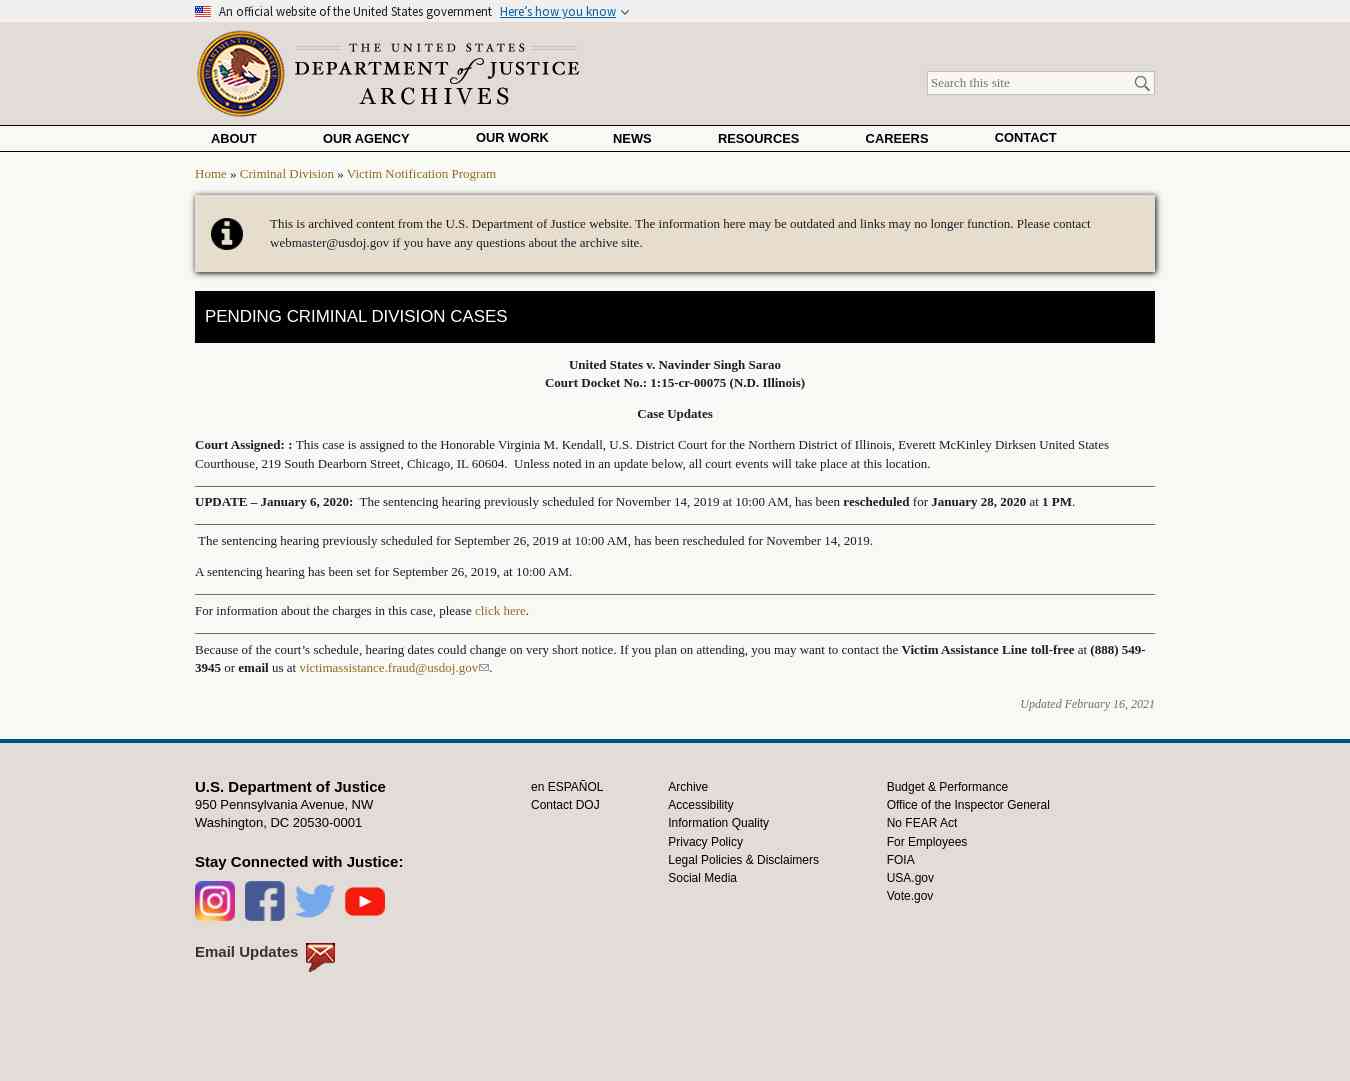 An official website of the United States government Here's how you know
THE UNITED STATES
DEPARTMENT of JUSTICE
ARCHIVES
Search this site
ABOUT OUR AGENCY OUR WORK NEWS RESOURCES CAREERS CONTACT
Home » Criminal Division » Victim Notification Program
This is archived content from the U.S. Department of Justice website. The information here may be outdated and links may no longer function. Please contact
webmaster@usdoj.gov if you have any questions about the archive site.
PENDING CRIMINAL DIVISION CASES
United States v. Navinder Singh Sarao
Court Docket No.: 1:15-cr-00075 (N.D. Illinois)
Case Updates
Court Assigned: : This case is assigned to the Honorable Virginia M. Kendall, U.S. District Court for the Northern District of Illinois, Everett McKinley Dirksen United States
Courthouse, 219 South Dearborn Street, Chicago, IL 60604. Unless noted in an update below, all court events will take place at this location.
UPDATE – January 6, 2020: The sentencing hearing previously scheduled for November 14, 2019 at 10:00 AM, has been rescheduled for January 28, 2020 at 1 PM.
The sentencing hearing previously scheduled for September 26, 2019 at 10:00 AM, has been rescheduled for November 14, 2019.
A sentencing hearing has been set for September 26, 2019, at 10:00 AM.
For information about the charges in this case, please click here.
Because of the court's schedule, hearing dates could change on very short notice. If you plan on attending, you may want to contact the Victim Assistance Line toll-free at (888) 549-
3945 or email us at victimassistance.fraud@usdoj.gov.
Updated February 16, 2021
U.S. Department of Justice
950 Pennsylvania Avenue, NW
Washington, DC 20530-0001
Stay Connected with Justice:
Email Updates
en ESPAÑOL
Contact DOJ
Archive
Accessibility
Information Quality
Privacy Policy
Legal Policies & Disclaimers
Social Media
Budget & Performance
Office of the Inspector General
No FEAR Act
For Employees
FOIA
USA.gov
Vote.gov